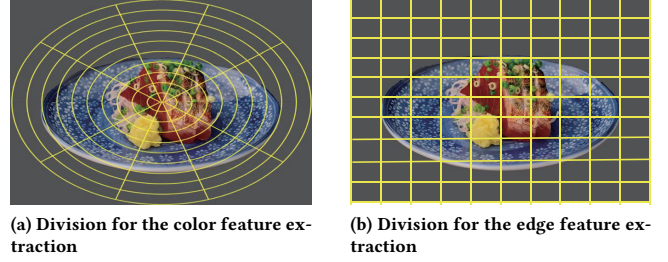 (a) Division for the color feature ex-
traction
(b) Division for the edge feature ex-
traction